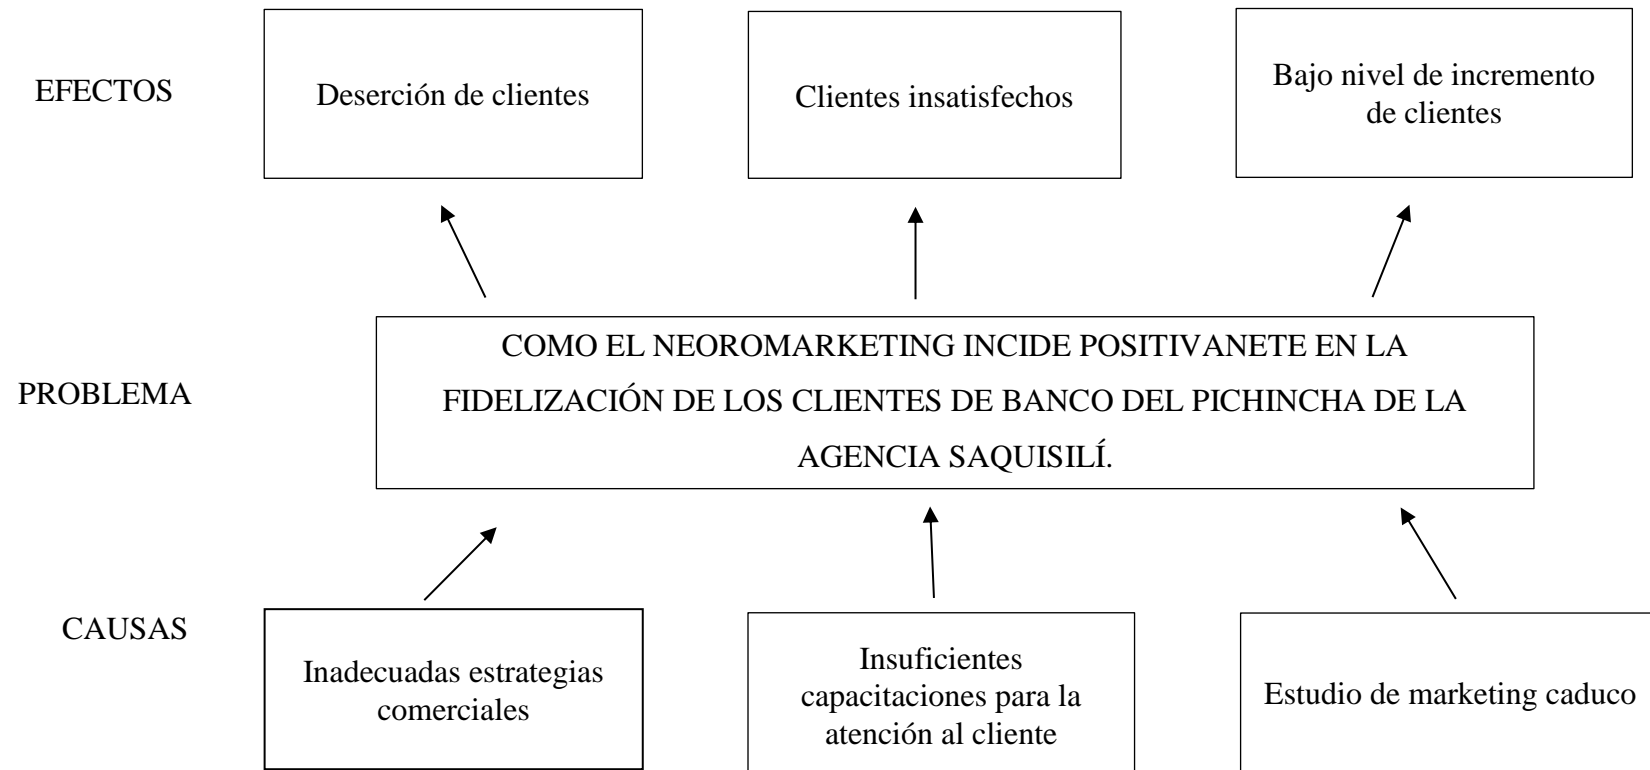 EFECTOS
Deserción de clientes
Clientes insatisfechos
Bajo nivel de incremento
de clientes
PROBLEMA
COMO EL NEOROMARKETING INCIDE POSITIVANETE EN LA
FIDELIZACIÓN DE LOS CLIENTES DE BANCO DEL PICHINCHA DE LA
AGENCIA SAQUISILÍ.
CAUSAS
Inadecuadas estrategias
comerciales
Insuficientes
capacitaciones para la
atención al cliente
Estudio de marketing caduco